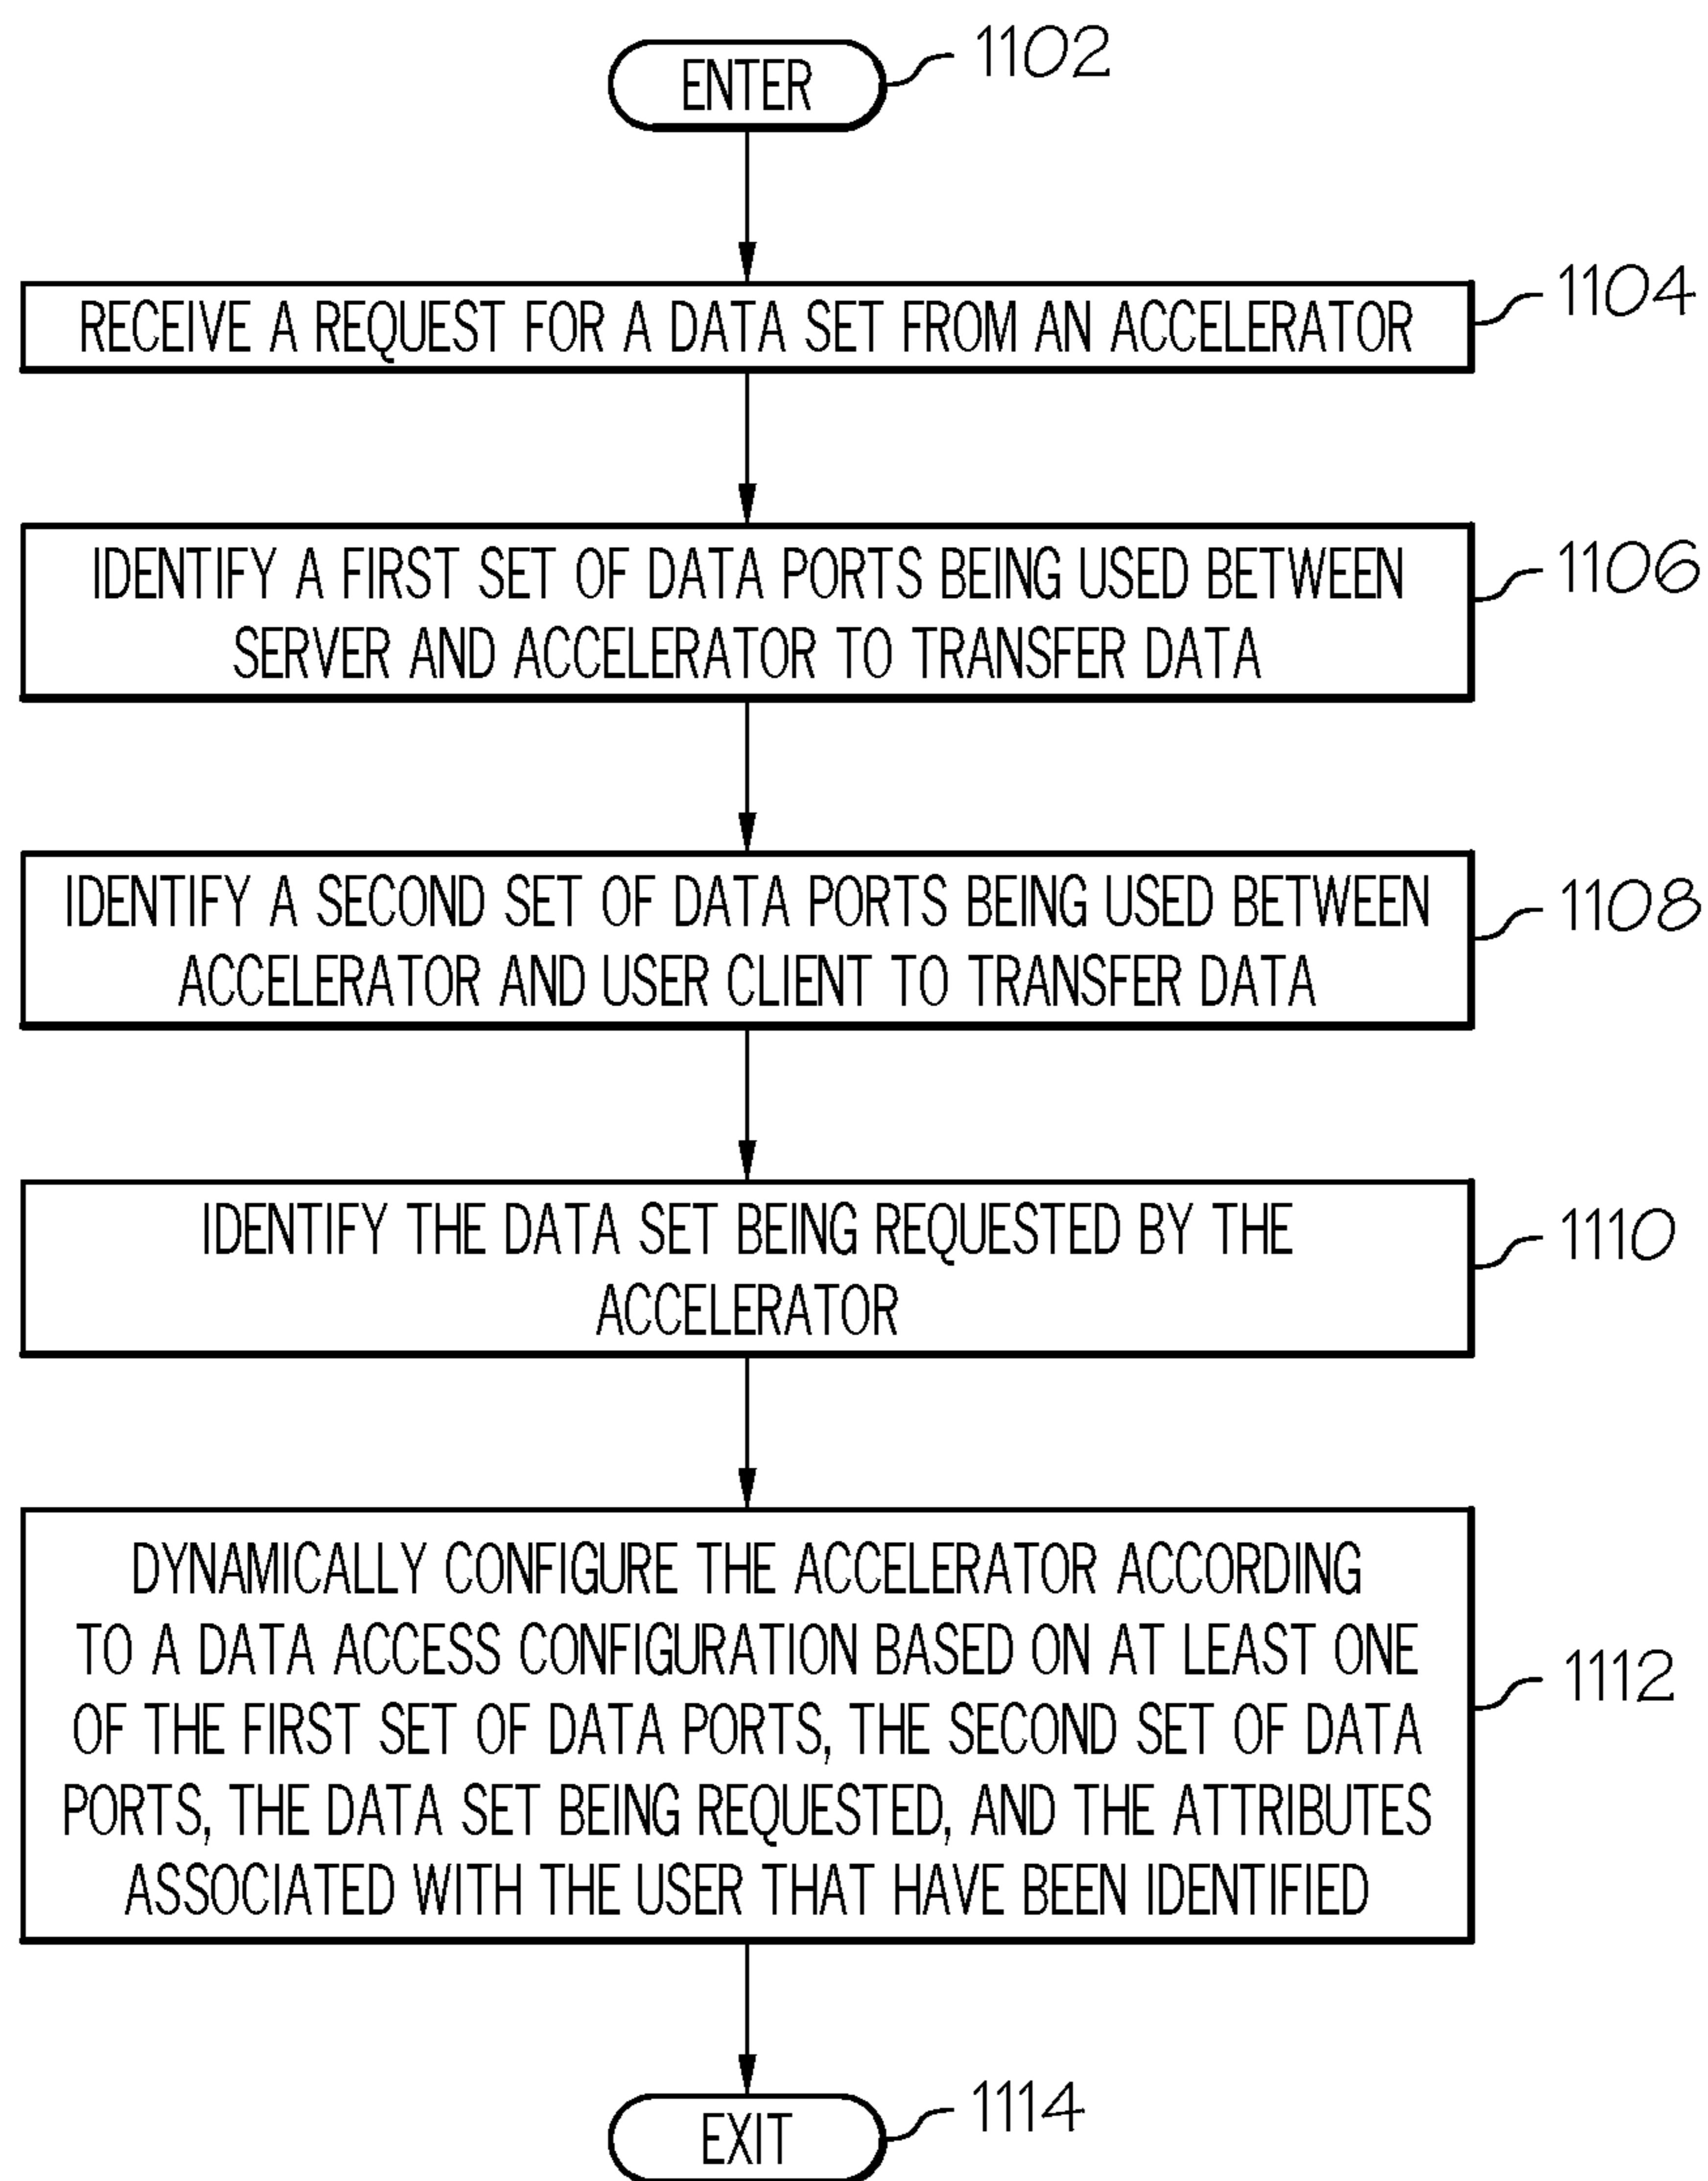 ENTER
1102
RECEIVE A REQUEST FOR A DATA SET FROM AN ACCELERATOR
1104
IDENTIFY A FIRST SET OF DATA PORTS BEING USED BETWEEN
SERVER AND ACCELERATOR TO TRANSFER DATA
1106
IDENTIFY A SECOND SET OF DATA PORTS BEING USED BETWEEN
ACCELERATOR AND USER CLIENT TO TRANSFER DATA
1108
IDENTIFY THE DATA SET BEING REQUESTED BY THE
ACCELERATOR
1110
DYNAMICALLY CONFIGURE THE ACCELERATOR ACCORDING
TO A DATA ACCESS CONFIGURATION BASED ON AT LEAST ONE
OF THE FIRST SET OF DATA PORTS, THE SECOND SET OF DATA
PORTS, THE DATA SET BEING REQUESTED, AND THE ATTRIBUTES
ASSOCIATED WITH THE USER THAT HAVE BEEN IDENTIFIED
1112
EXIT
1114